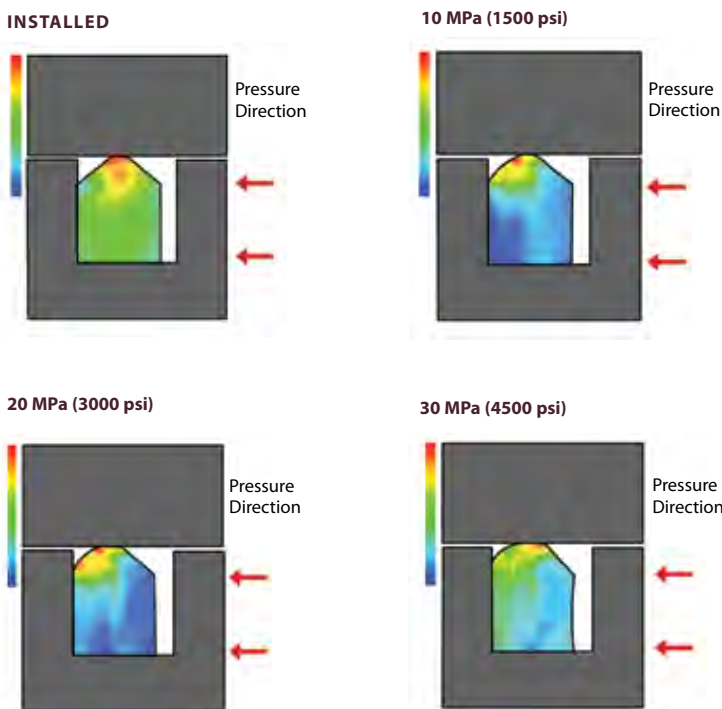 INSTALLED
Pressure
Direction
10 MPa (1500 psi)
Pressure
Direction
20 MPa (3000 psi)
Pressure
Direction
30 MPa (4500 psi)
Pressure
Direction